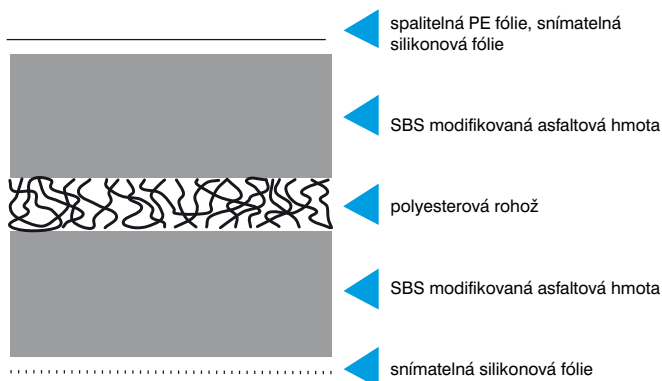 spalitelná PE fólie, snímatelná
silikonová fólie
SBS modifikovaná asfaltová hmota
polyesterová rohož
SBS modifikovaná asfaltová hmota
snímatelná silikonová fólie